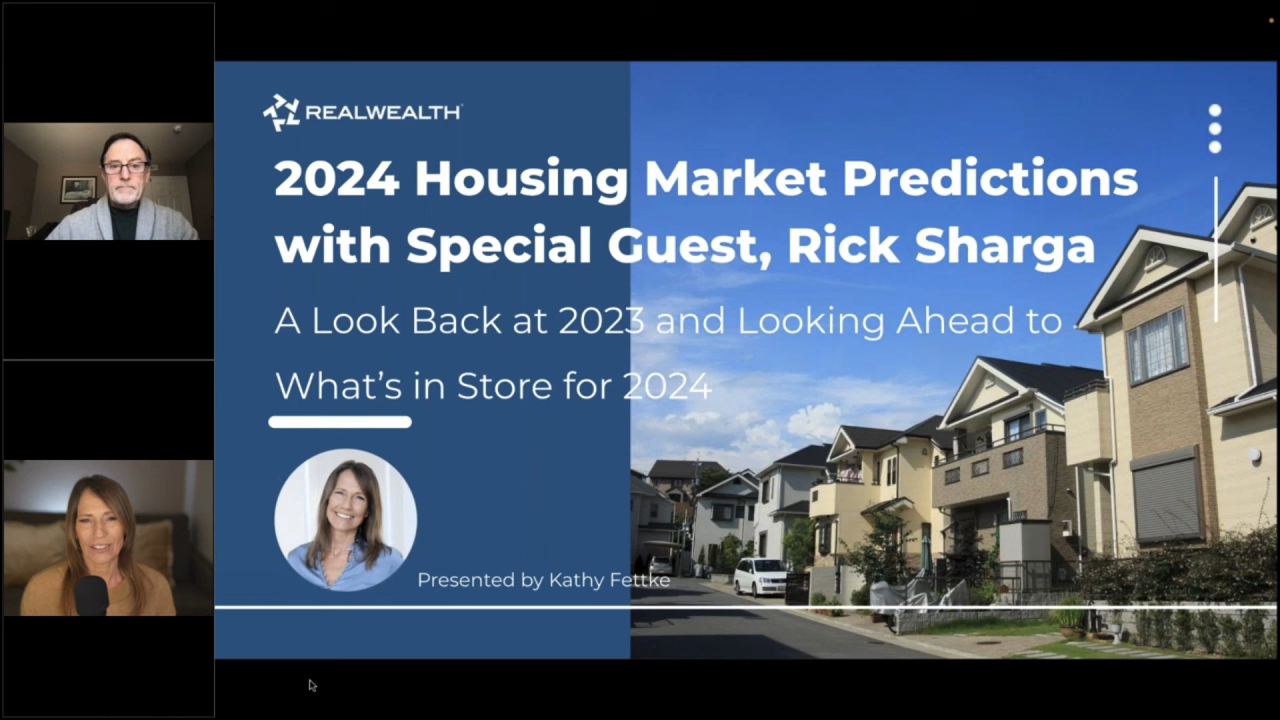 REALWEALTH
2024 Housing Market Predictions
with Special Guest, Rick Sharga
A Look Back at 2023 and Looking Ahead to
What’s in Store for 2024
Presented by Kathy Fettke